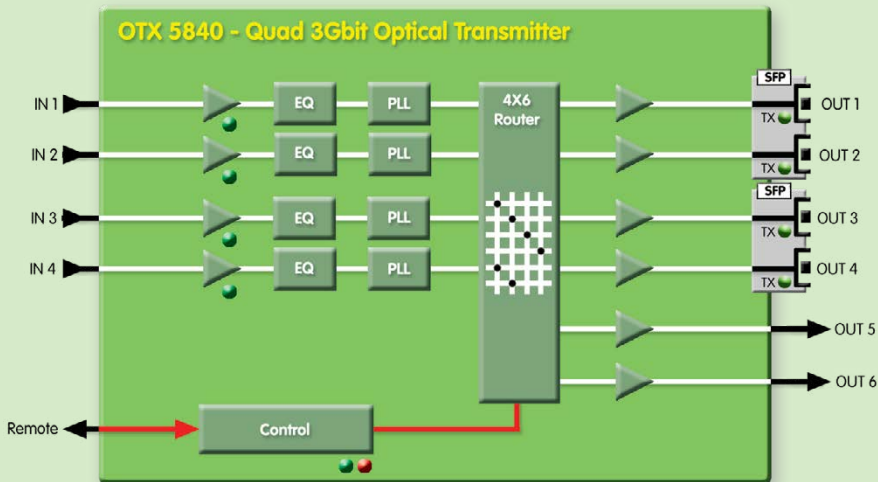 OTX 5840 - Quad 3Gbit Optical Transmitter
SFP
IN 1
EQ
PLL
4X6
Router
OUT 1
TX
IN 2
EQ
PLL
OUT 2
TX
SFP
IN 3
EQ
PLL
OUT 3
TX
IN 4
EQ
PLL
OUT 4
TX
OUT 5
OUT 6
Remote
Control